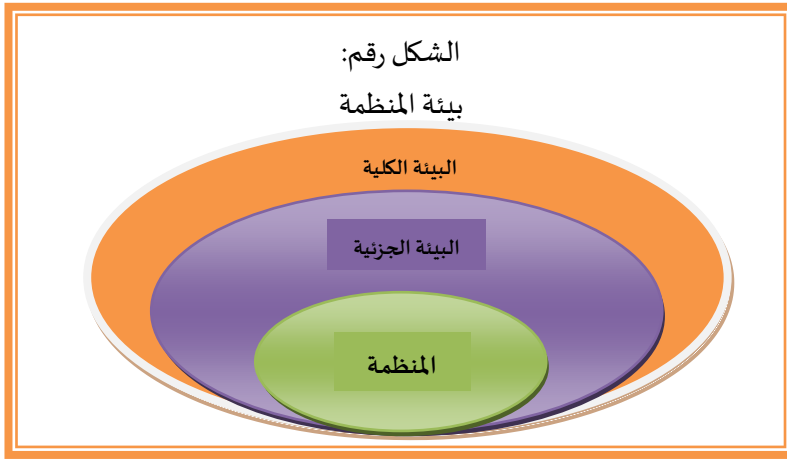 الشكل رقم:
بيئة المنظمة
البيئة الكلية
البيئة الجزئية
المنظمة